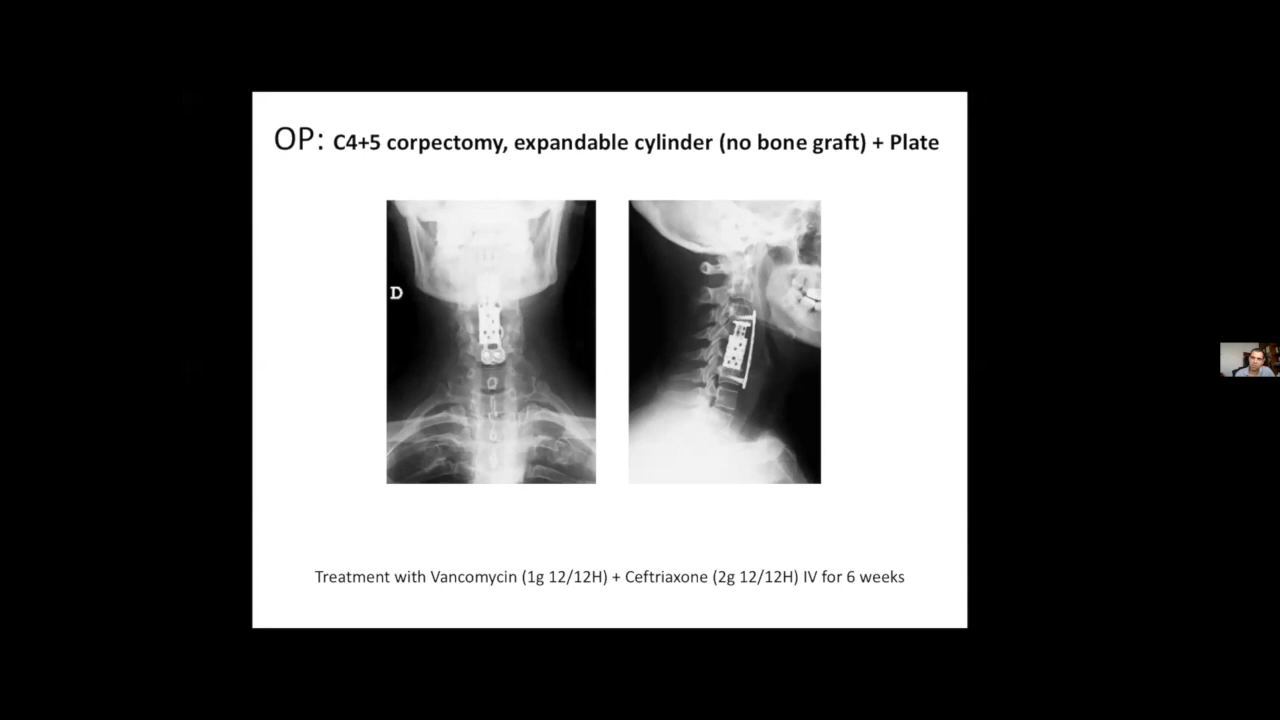 OP: C4+5 corpectomy, expandable cylinder (no bone graft) + Plate
D
Treatment with Vancomycin (1g 12/12H) + Ceftriaxone (2g 12/12H) IV for 6 weeks